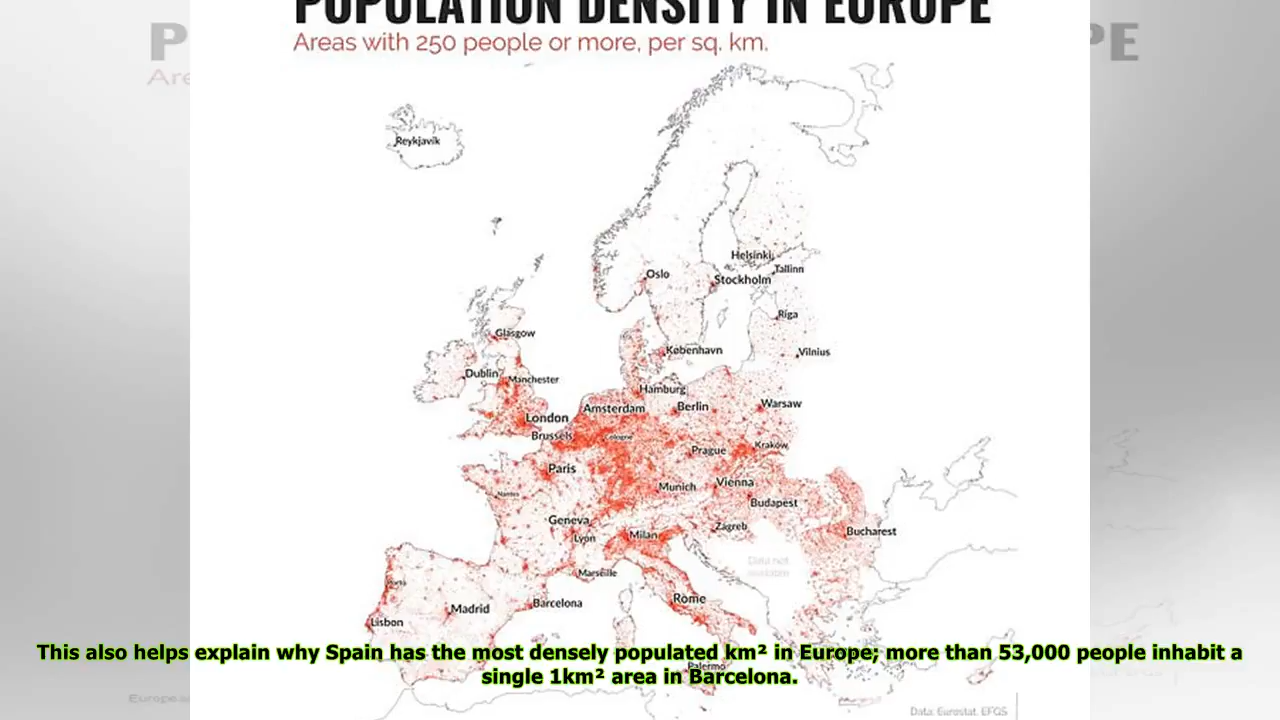 POPULATION DENSITY IN EUROPE
Areas with 250 people or more, per sq. km.
P
PE
Are
Reykjavik
Helsinki
Tallinn
Oslo
Stockholm
Riga
Glasgow
København
Vilnius
Dublin
Manchester
Hamburg
Amsterdam
Berlin
Warsaw
London
Brussels
Cologne
Krakow
Prague
Paris
Vienna
Munich
Nantes
Budapest
Geneva
Zagreb
Bucharest
Lyon
Milan
Data not
available
Marseille
Porto
Rome
Barcelona
Madrid
Lisbon
This also helps explain why Spain has the most densely populated km² in Europe; more than 53,000 people inhabit a
Palermo
single 1km² area in Barcelona.
Europe.
Data: Eurostat, EFGS